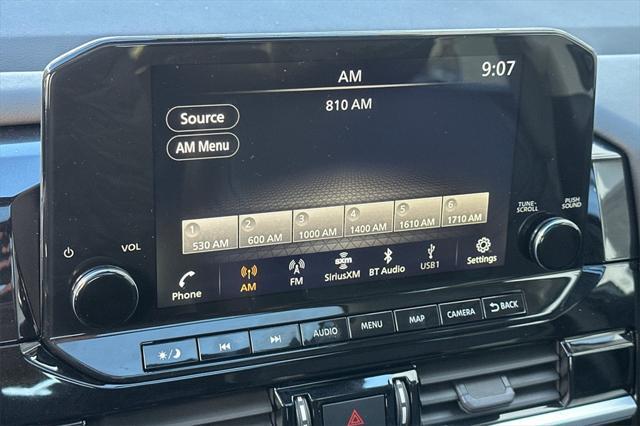 AM 9:07
810 AM
Source
AM Menu
1 2 3 4 5 6
530 AM 600 AM 1000 AM 1400 AM 1610 AM 1710 AM
Phone AM FM SiriusXM BT Audio USB1 Settings
sxm
VOL
TUNE-
SCROLL
PUSH
SOUND
AUDIO MENU MAP CAMERA BACK